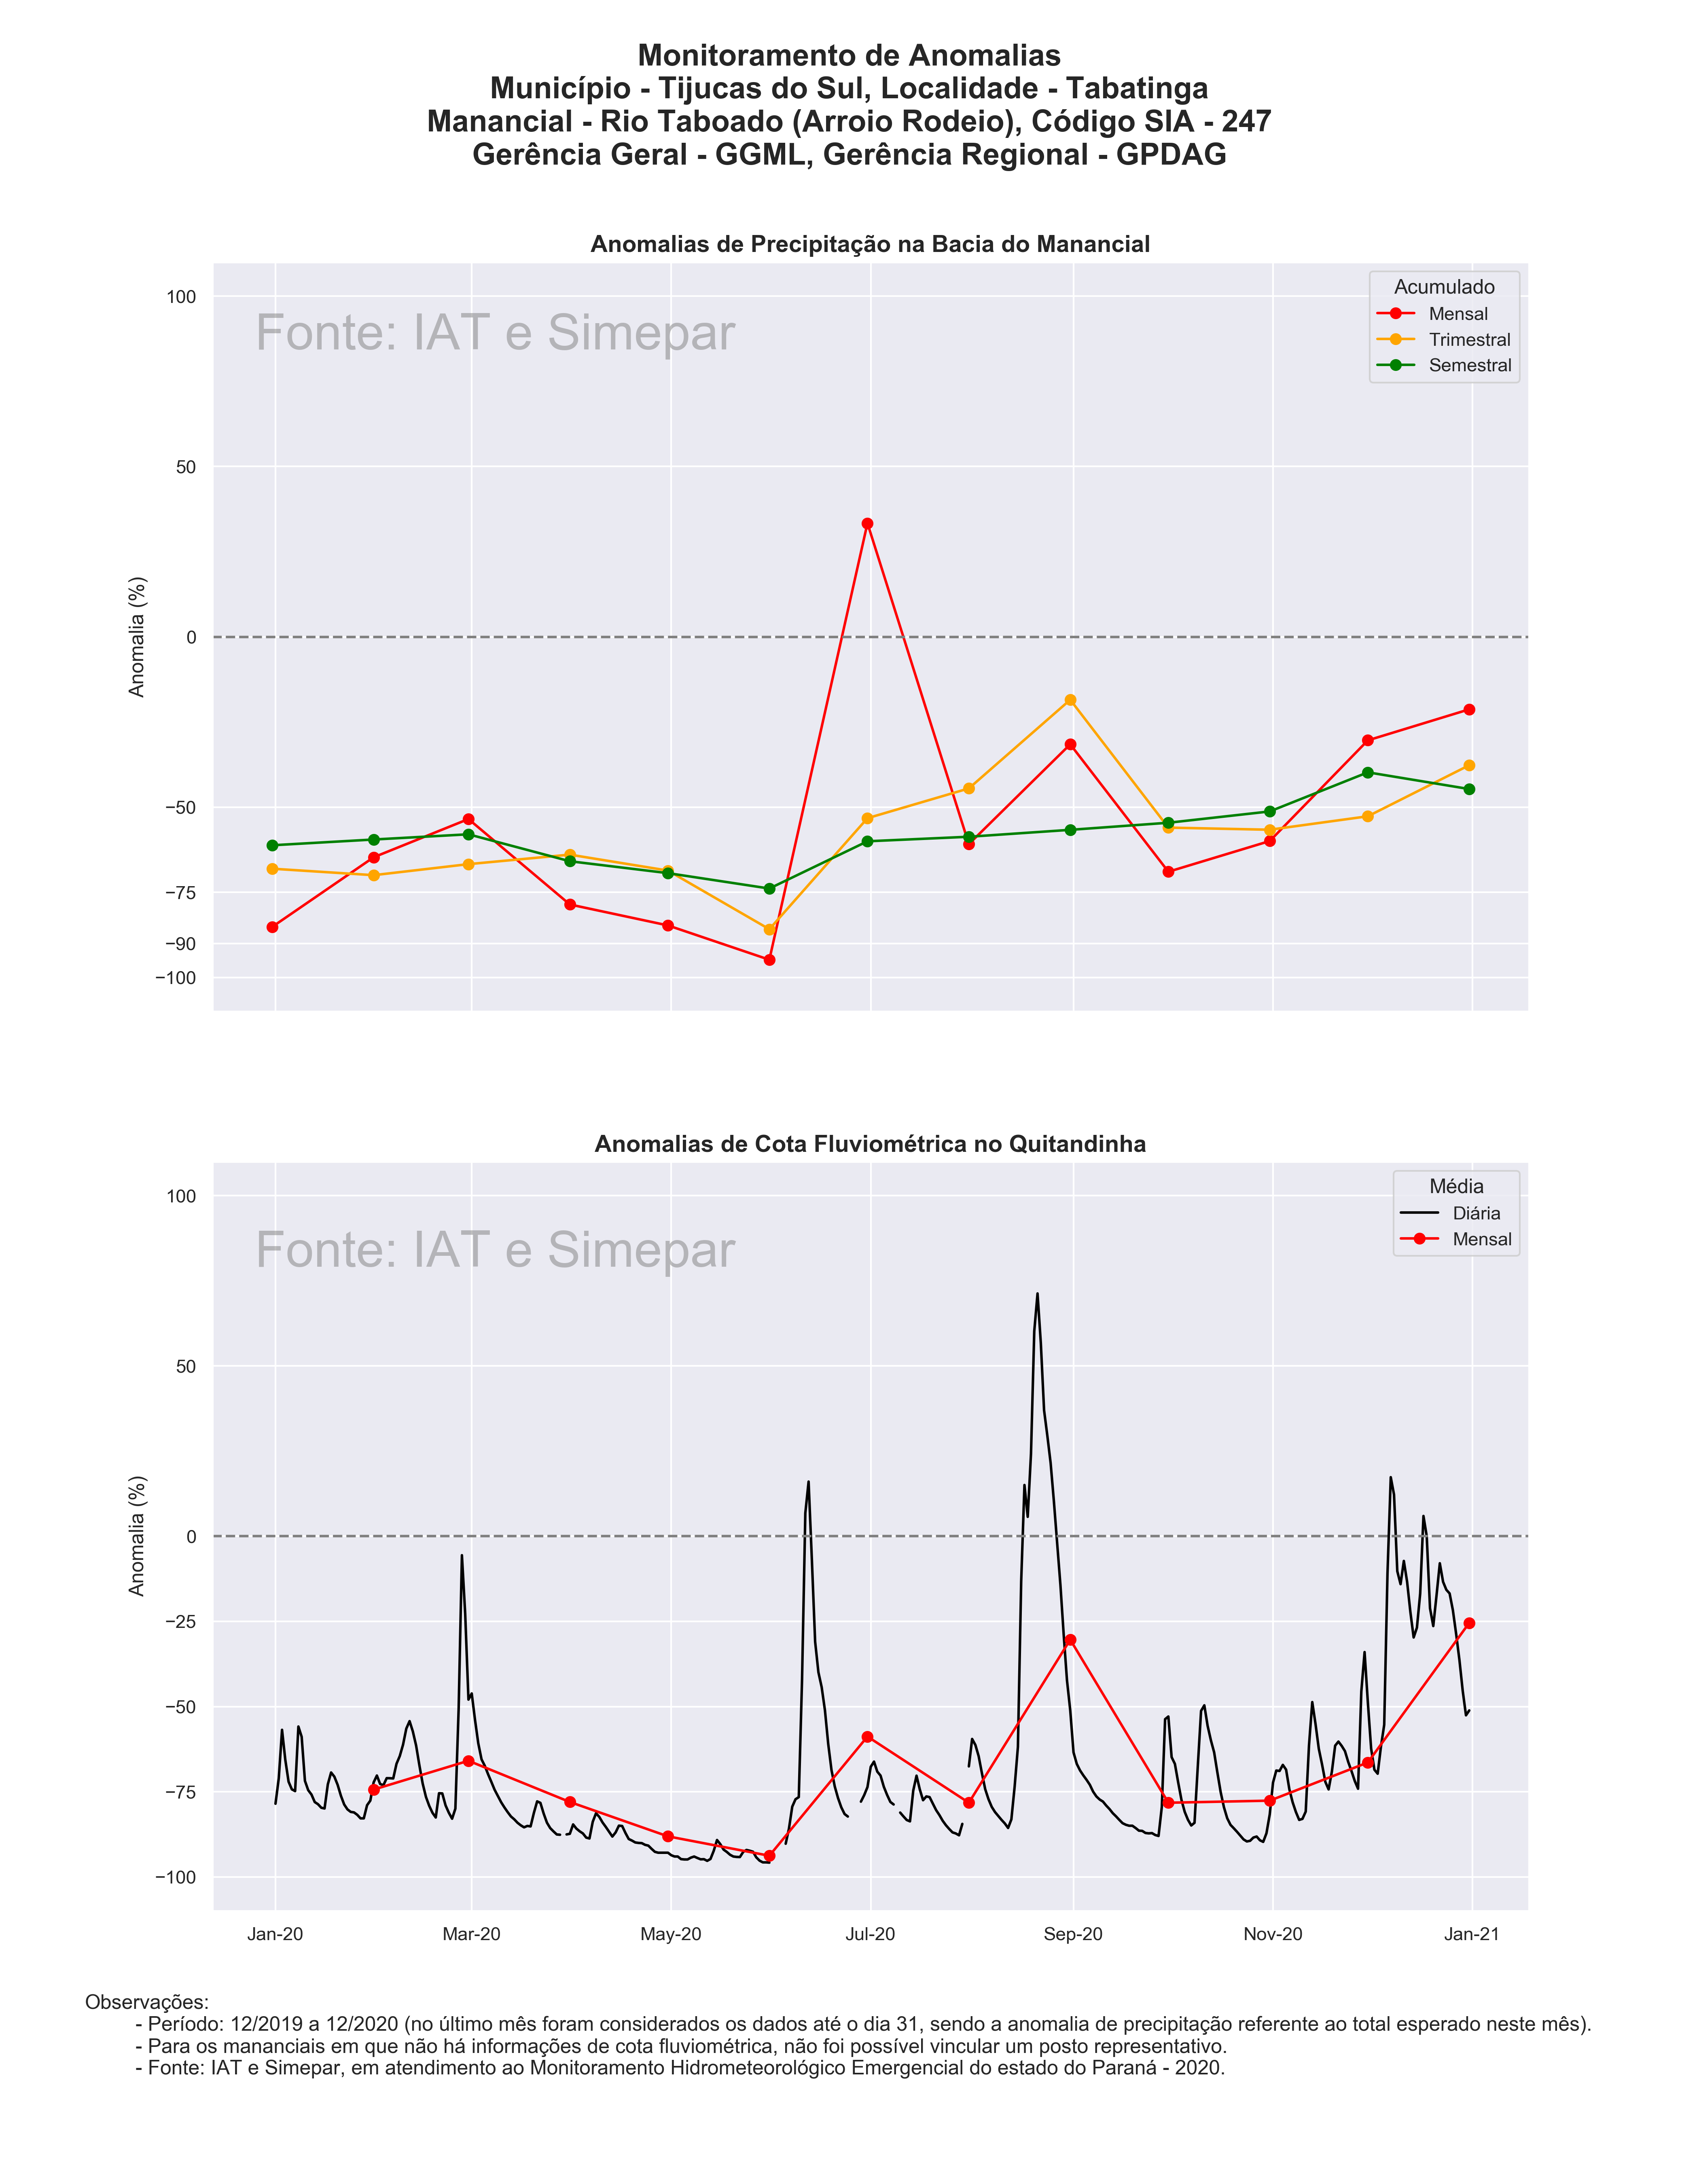 Monitoramento de Anomalias
Município - Tijucas do Sul, Localidade - Tabatinga
Manancial - Rio Taboado (Arroio Rodeio), Código SIA - 247
Gerência Geral - GGML, Gerência Regional - GPDAG
Anomalias de Precipitação na Bacia do Manancial
Fonte: IAT e Simepar
Acumulado
Mensal
Trimestral
Semestral
Anomalia (%)
100
50
0
−50
−75
−90
−100
Anomalias de Cota Fluviométrica no Quitandinha
Fonte: IAT e Simepar
Média
Diária
Mensal
Anomalia (%)
100
50
0
−25
−50
−75
−100
Jan-20 Mar-20 May-20 Jul-20 Sep-20 Nov-20 Jan-21
Observações:
- Período: 12/2019 a 12/2020 (no último mês foram considerados os dados até o dia 31, sendo a anomalia de precipitação referente ao total esperado neste mês).
- Para os mananciais em que não há informações de cota fluviométrica, não foi possível vincular um posto representativo.
- Fonte: IAT e Simepar, em atendimento ao Monitoramento Hidrometeorológico Emergencial do estado do Paraná - 2020.